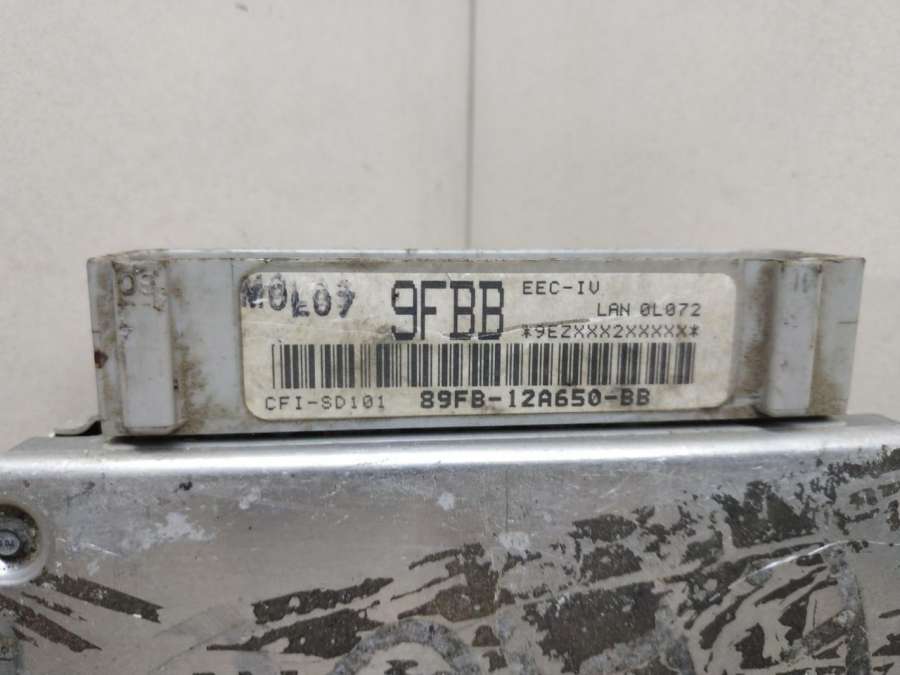 9FBB
EEC-IV
LAN 0L072
*9EZXXX2XXXXX*
CFI-SD101
89FB-12A650-BB